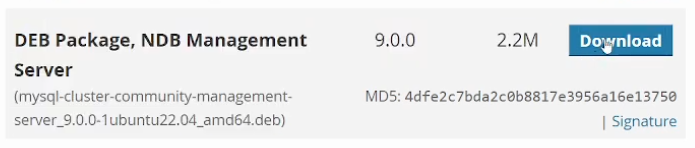 DEB Package, NDB Management 9.0.0 2.2M Download
Server
(mysql-cluster-community-management- MD5: 4dfe2c7bda2c0b8817e3956a16e13750
server_9.0.0-1ubuntu22.04_amd64.deb) | Signature